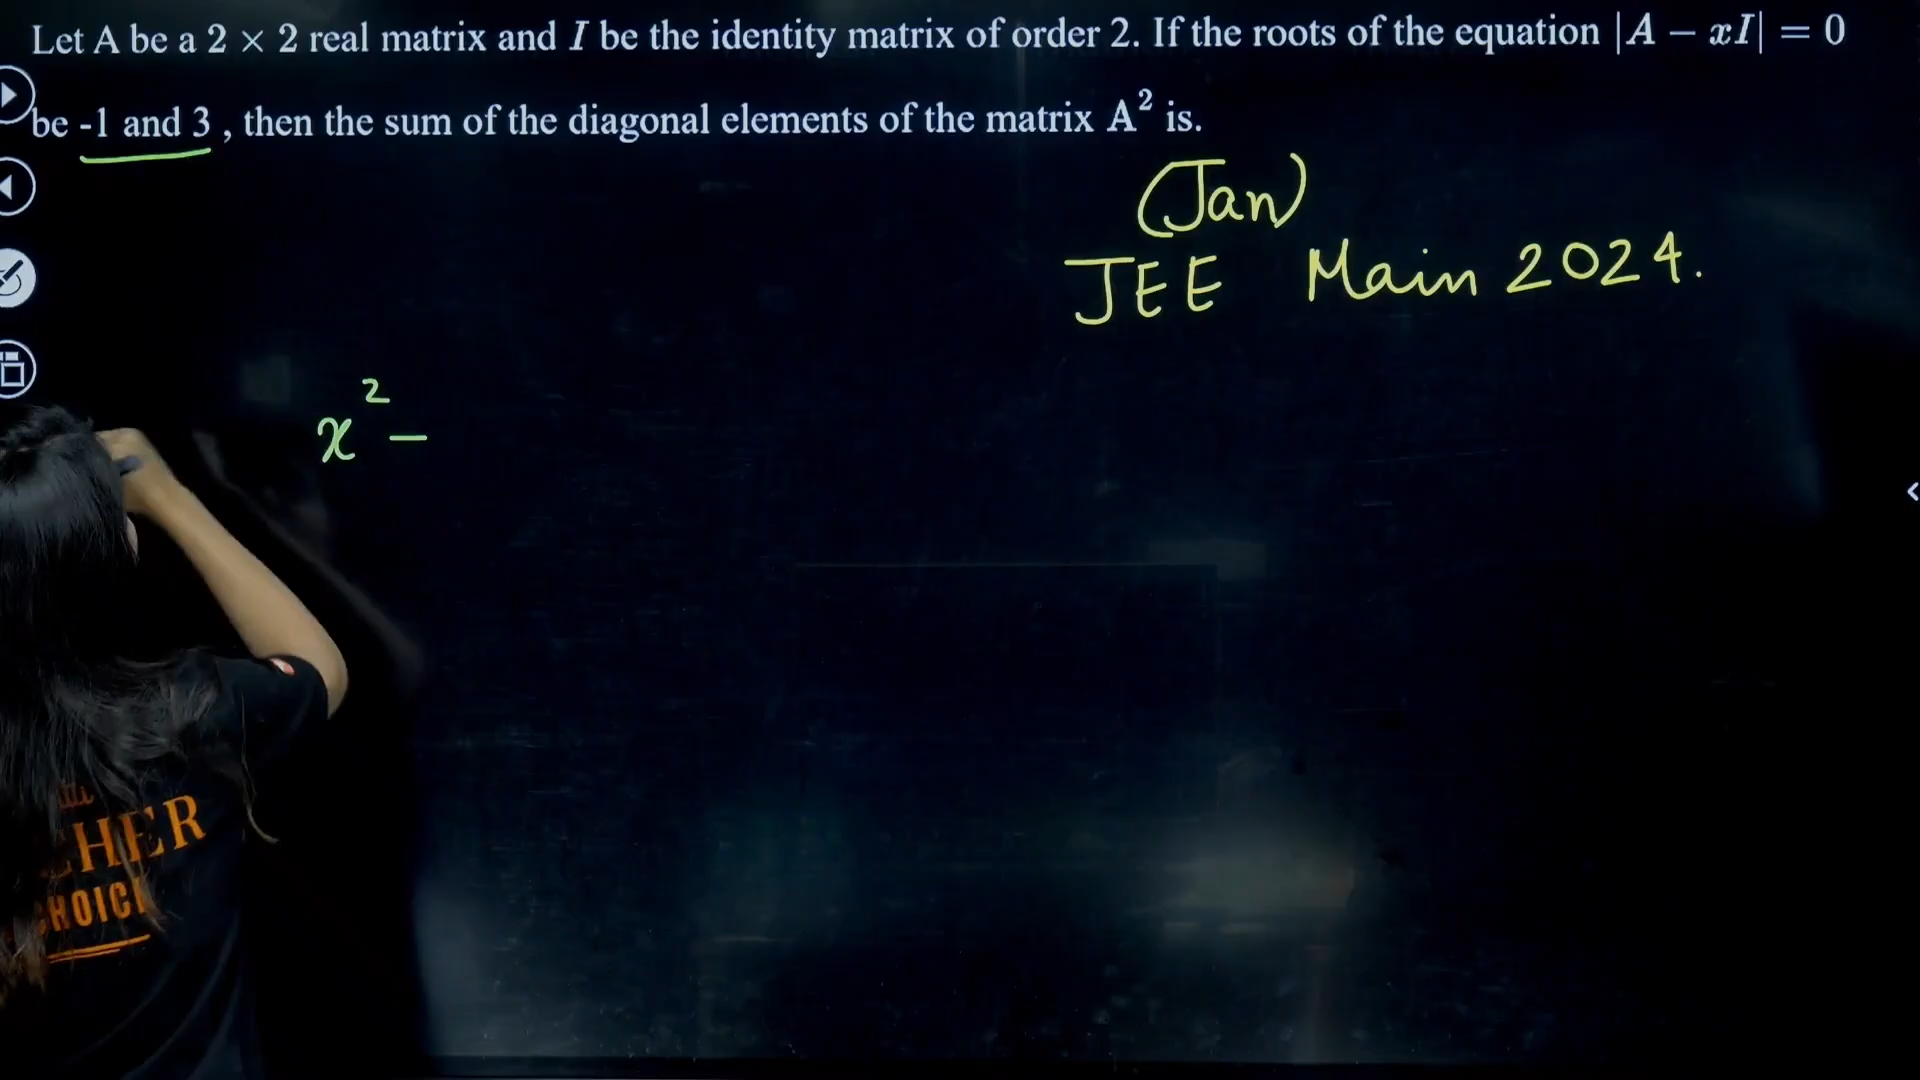 Let A be a 2 × 2 real matrix and I be the identity matrix of order 2. If the roots of the equation |A − xI| = 0
be -1 and 3 , then the sum of the diagonal elements of the matrix A² is.
(Jan)
JEE Main 2024.
x² −